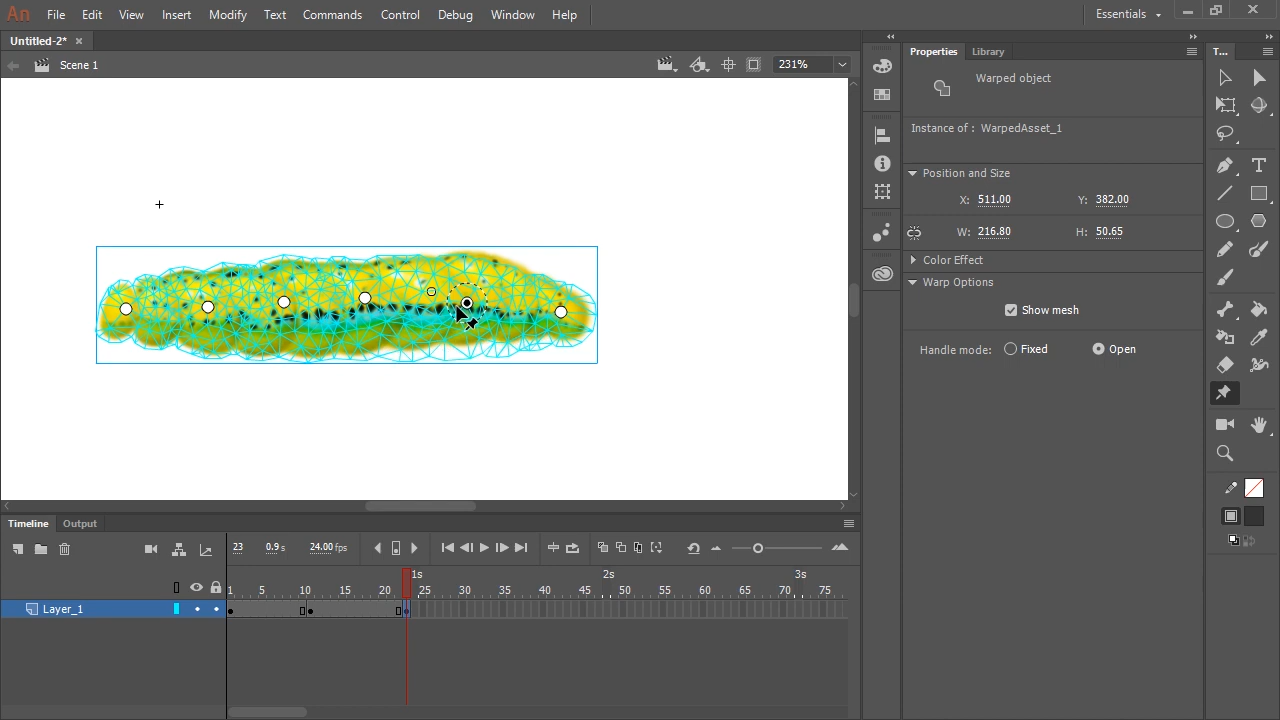 An File Edit View Insert Modify Text Commands Control Debug Window Help Essentials
Untitled-2* ×
Scene 1 231%
Properties Library T...
Warped object
Instance of : WarpedAsset_1
Position and Size
X: 511.00 Y: 382.00
W: 216.80 H: 50.65
Color Effect
Warp Options
Show mesh
Handle mode: Fixed Open
Timeline Output
23 0.9 s 24.00 fps
1s 2s 3s
1 5 10 15 20 25 30 35 40 45 50 55 60 65 70 75
Layer_1